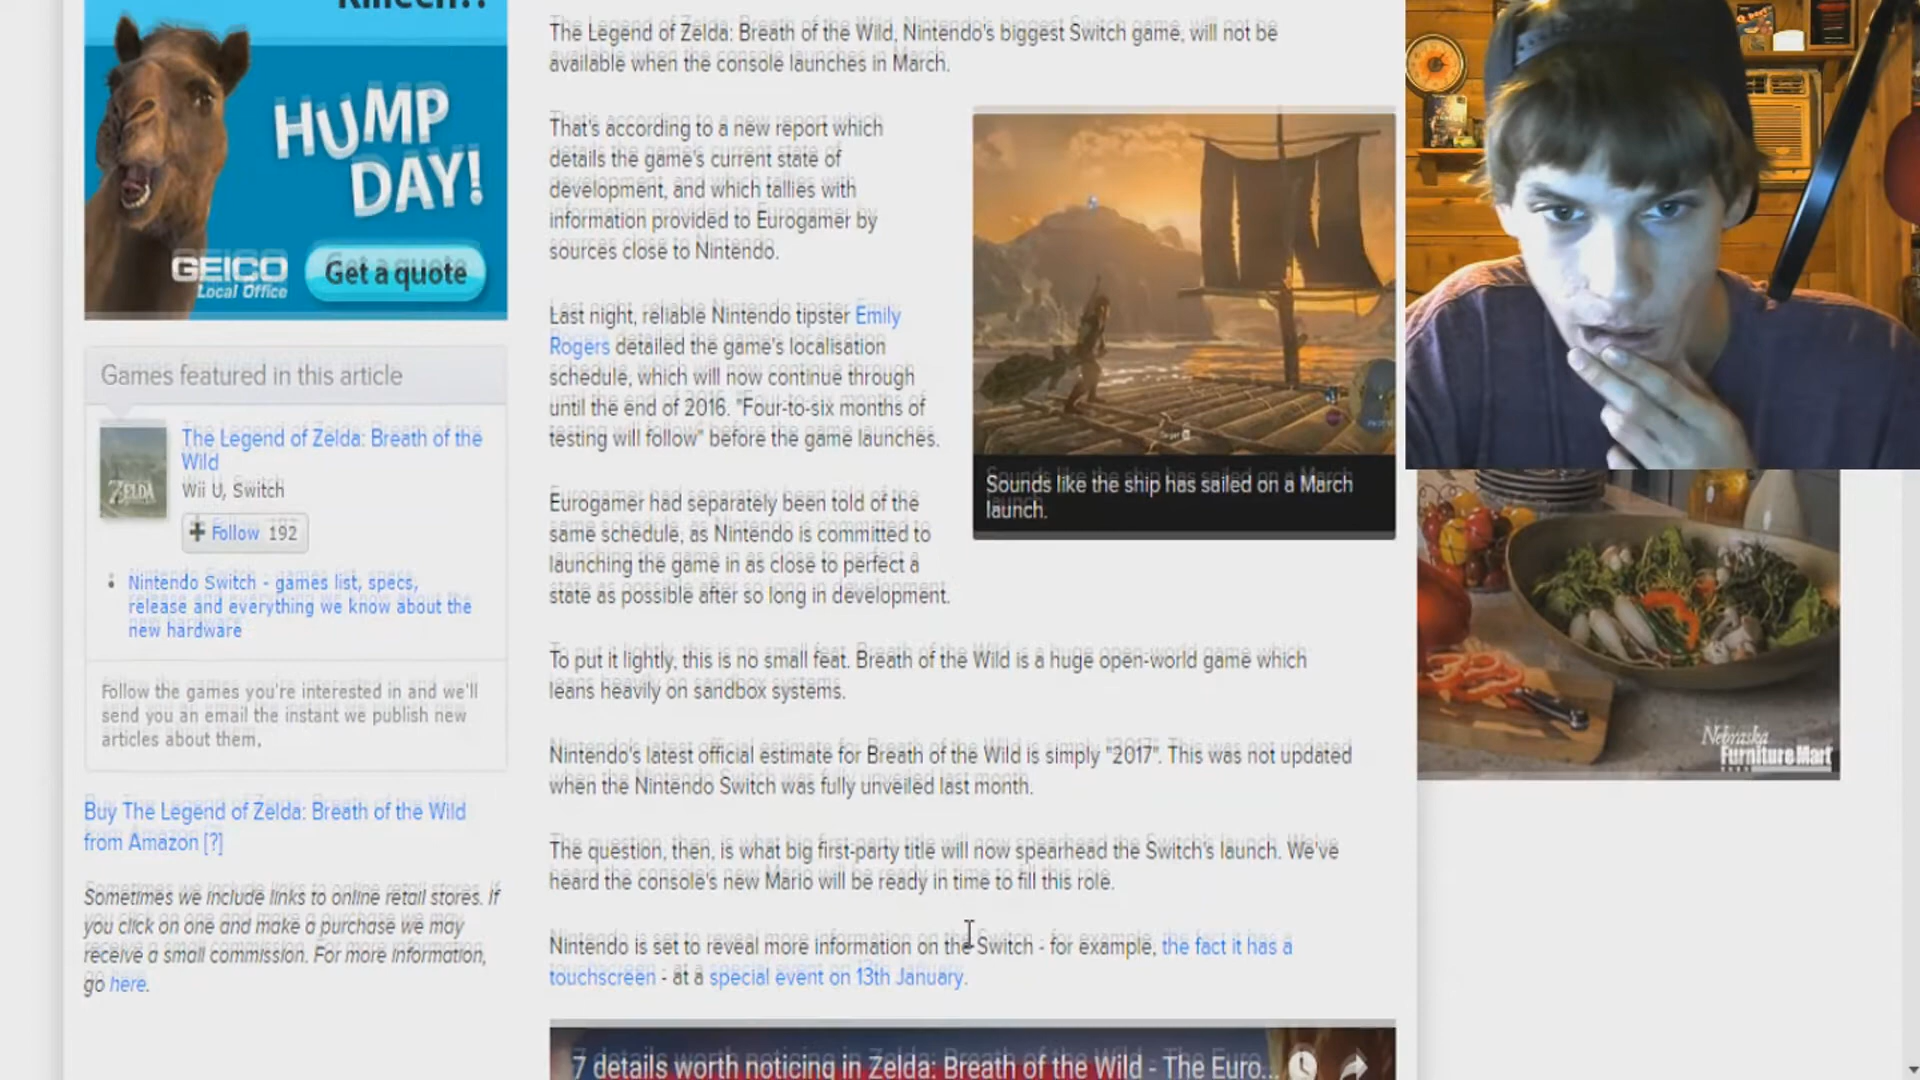 HUMP
DAY!
GEICO
Local Office
Get a quote
Games featured in this article
The Legend of Zelda: Breath of the
Wild
Wii U, Switch
Follow 192
Nintendo Switch - games list, specs,
release and everything we know about the
new hardware
Follow the games you're interested in and we'll
send you an email the instant we publish new
articles about them.
Buy The Legend of Zelda: Breath of the Wild
from Amazon [?]
Sometimes we include links to online retail stores. If
you click on one and make a purchase we may
receive a small commission. For more information,
go here.
The Legend of Zelda: Breath of the Wild, Nintendo's biggest Switch game, will not be
available when the console launches in March.
That's according to a new report which
details the game's current state of
development, and which tallies with
information provided to Eurogamer by
sources close to Nintendo.
Last night, reliable Nintendo tipster Emily
Rogers detailed the game's localisation
schedule, which will now continue through
until the end of 2016. "Four-to-six months of
testing will follow" before the game launches.
Eurogamer had separately been told of the
same schedule, as Nintendo is committed to
launching the game in as close to perfect a
state as possible after so long in development.
Sounds like the ship has sailed on a March
launch.
To put it lightly, this is no small feat. Breath of the Wild is a huge open-world game which
leans heavily on sandbox systems.
Nintendo's latest official estimate for Breath of the Wild is simply "2017". This was not updated
when the Nintendo Switch was fully unveiled last month.
The question, then, is what big first-party title will now spearhead the Switch's launch. We've
heard the console's new Mario will be ready in time to fill this role.
Nintendo is set to reveal more information on the Switch - for example, the fact it has a
touchscreen - at a special event on 13th January.
7 details worth noticing in Zelda: Breath of the Wild - The Euro...
ZELDA
Nebraska
Furniture Mart